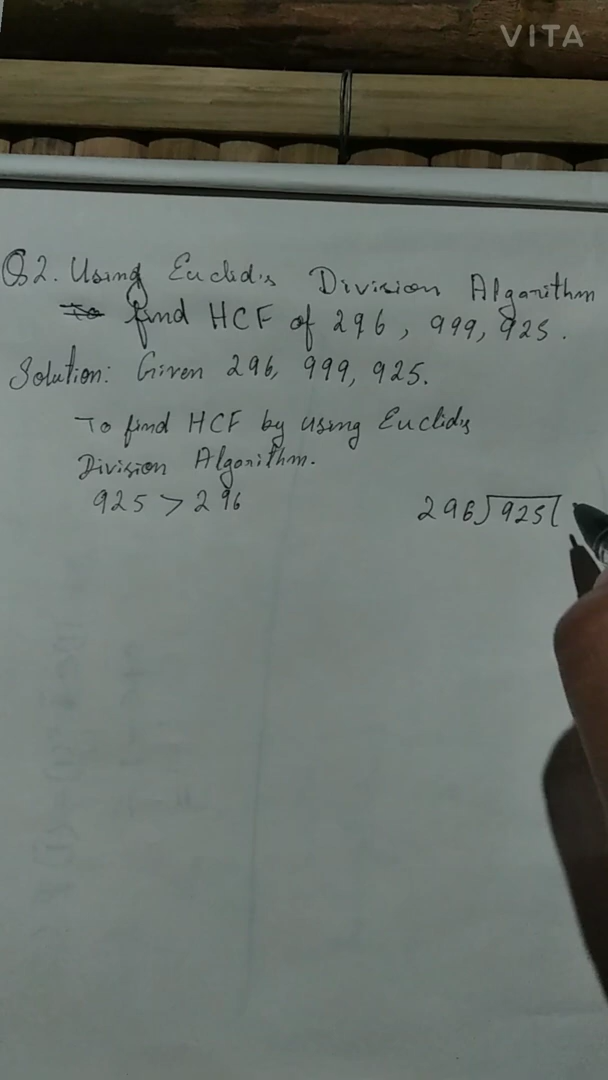 VITA
Q2. Using Euclid's Division Algorithm
find HCF of 296, 999, 925.
Solution: Given 296, 999, 925.
To find HCF by using Euclid's
Division Algorithm.
925 > 296
296)925(